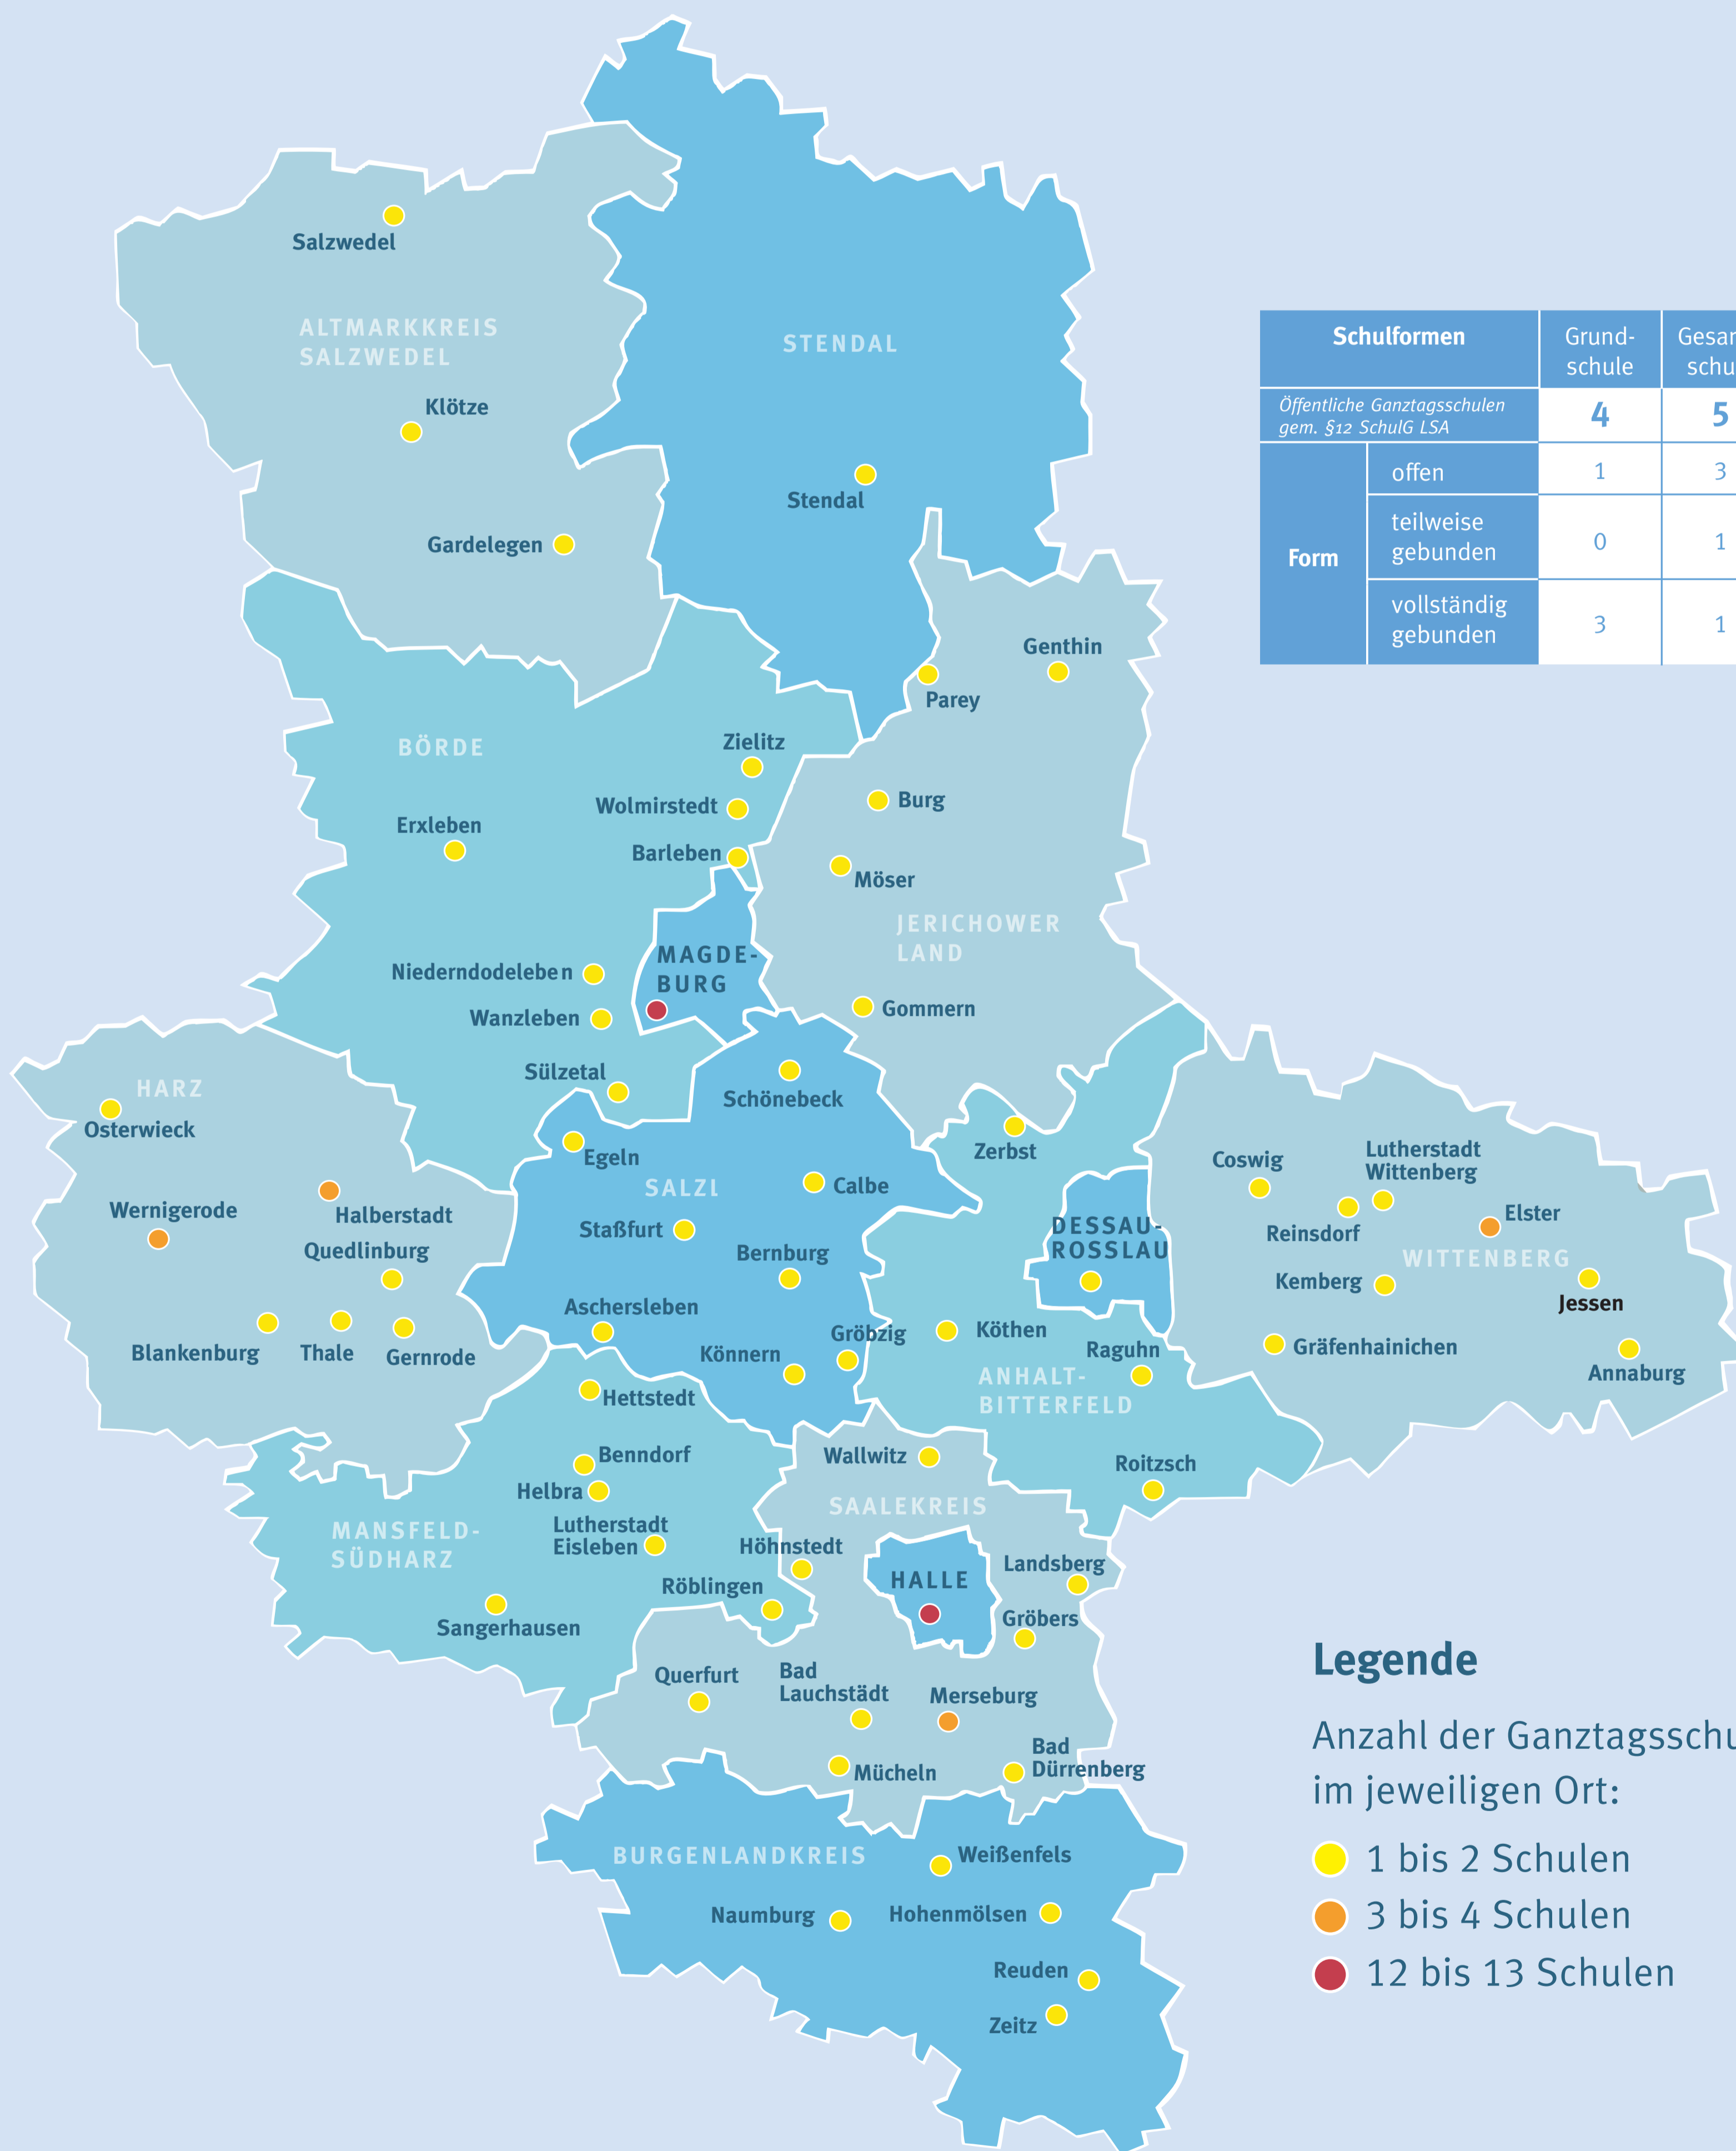 Salzwedel
ALTMARKKREIS
SALZWEDEL
STENDAL
Klötze
Stendal
Gardelegen
Schulformen
Grund-
schule
Öffentliche Ganztagsschulen
gem. §12 SchulG LSA
4
5
Form
offen
1
3
teilweise
gebunden
0
1
vollständig
gebunden
3
1
Genthin
Parey
BÖRDE
Zielitz
Wolmirstedt
Burg
Erxleben
Barleben
Möser
JERICHOWER
LAND
MAGDE-
BURG
Niederndodeleben
Wanzleben
Gommern
Sülzetal
HARZ
Schönebeck
Osterwieck
Egeln
Zerbst
Coswig
Lutherstadt
Wittenberg
SALZL
Calbe
Wernigerode
Halberstadt
Staßfurt
DESSAU-
ROSSLAU
Reinsdorf
Elster
Quedlinburg
Bernburg
WITTENBERG
Kemberg
Jessen
Aschersleben
Gröbzig
Köthen
Blankenburg
Thale
Gernrode
Könnern
Raguhn
Gräfenhainichen
Annaburg
ANHALT-
BITTERFELD
Hettstedt
Benndorf
Wallwitz
Roitzsch
Helbra
SAALEKREIS
MANSFELD-
SÜDHARZ
Lutherstadt
Eisleben
Höhnstedt
HALLE
Landsberg
Röblingen
Gröbers
Sangerhausen
Querfurt
Bad
Lauchstädt
Merseburg
Bad
Dürrenberg
Mücheln
BURGENLANDKREIS
Weißenfels
Naumburg
Hohenmölsen
Reuden
Zeitz
Legende
Anzahl der
im jeweiligen Ort:
1 bis 2 Schulen
3 bis 4 Schulen
12 bis 13 Schulen